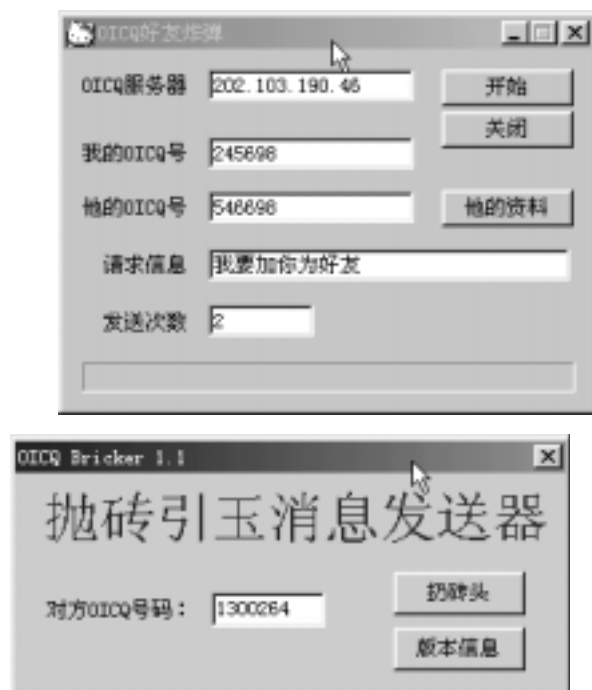 OICQ好友炸弹
OICQ服务器 202.103.190.46 开始
关闭
我的OICQ号 245698
他的OICQ号 546698 他的资料
请求信息 我要加你为好友
发送次数 2
OICQ Bricker 1.1
抛砖引玉消息发送器
对方OICQ号码： 1300264 扔砖头
版本信息